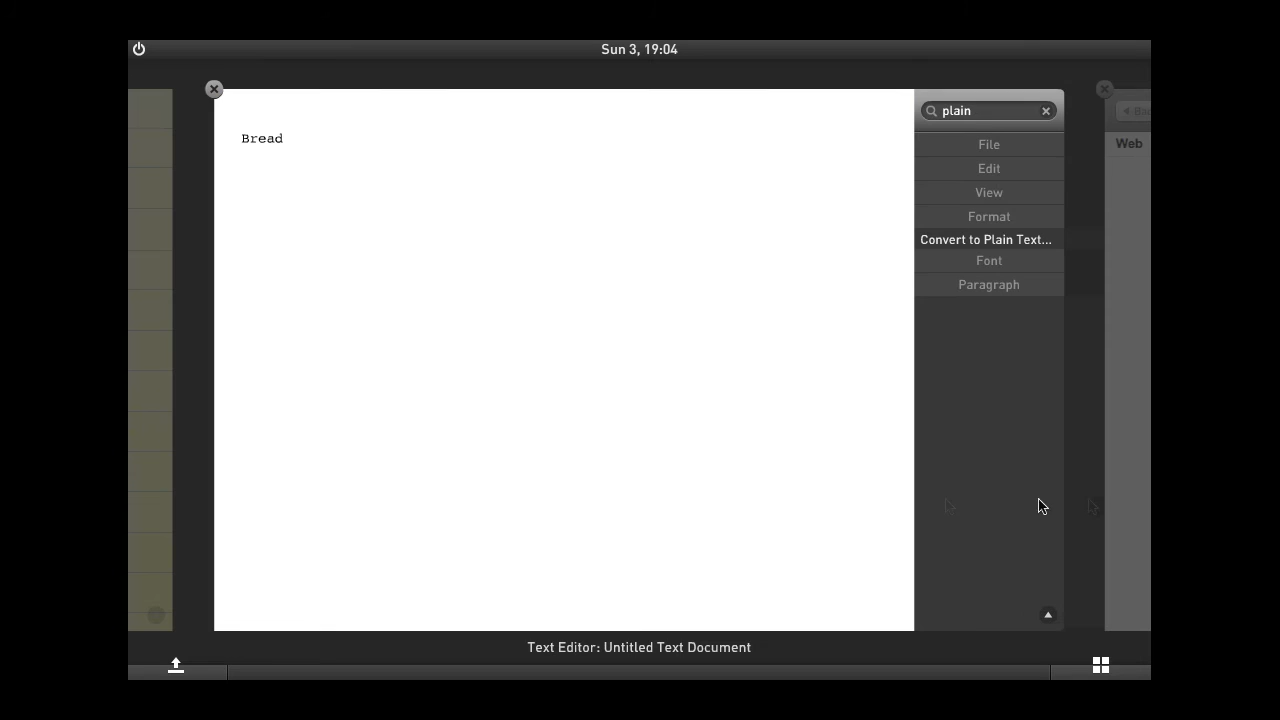 Sun 3, 19:04
Bread
plain
File
Edit
View
Format
Convert to Plain Text...
Font
Paragraph
Web
Text Editor: Untitled Text Document